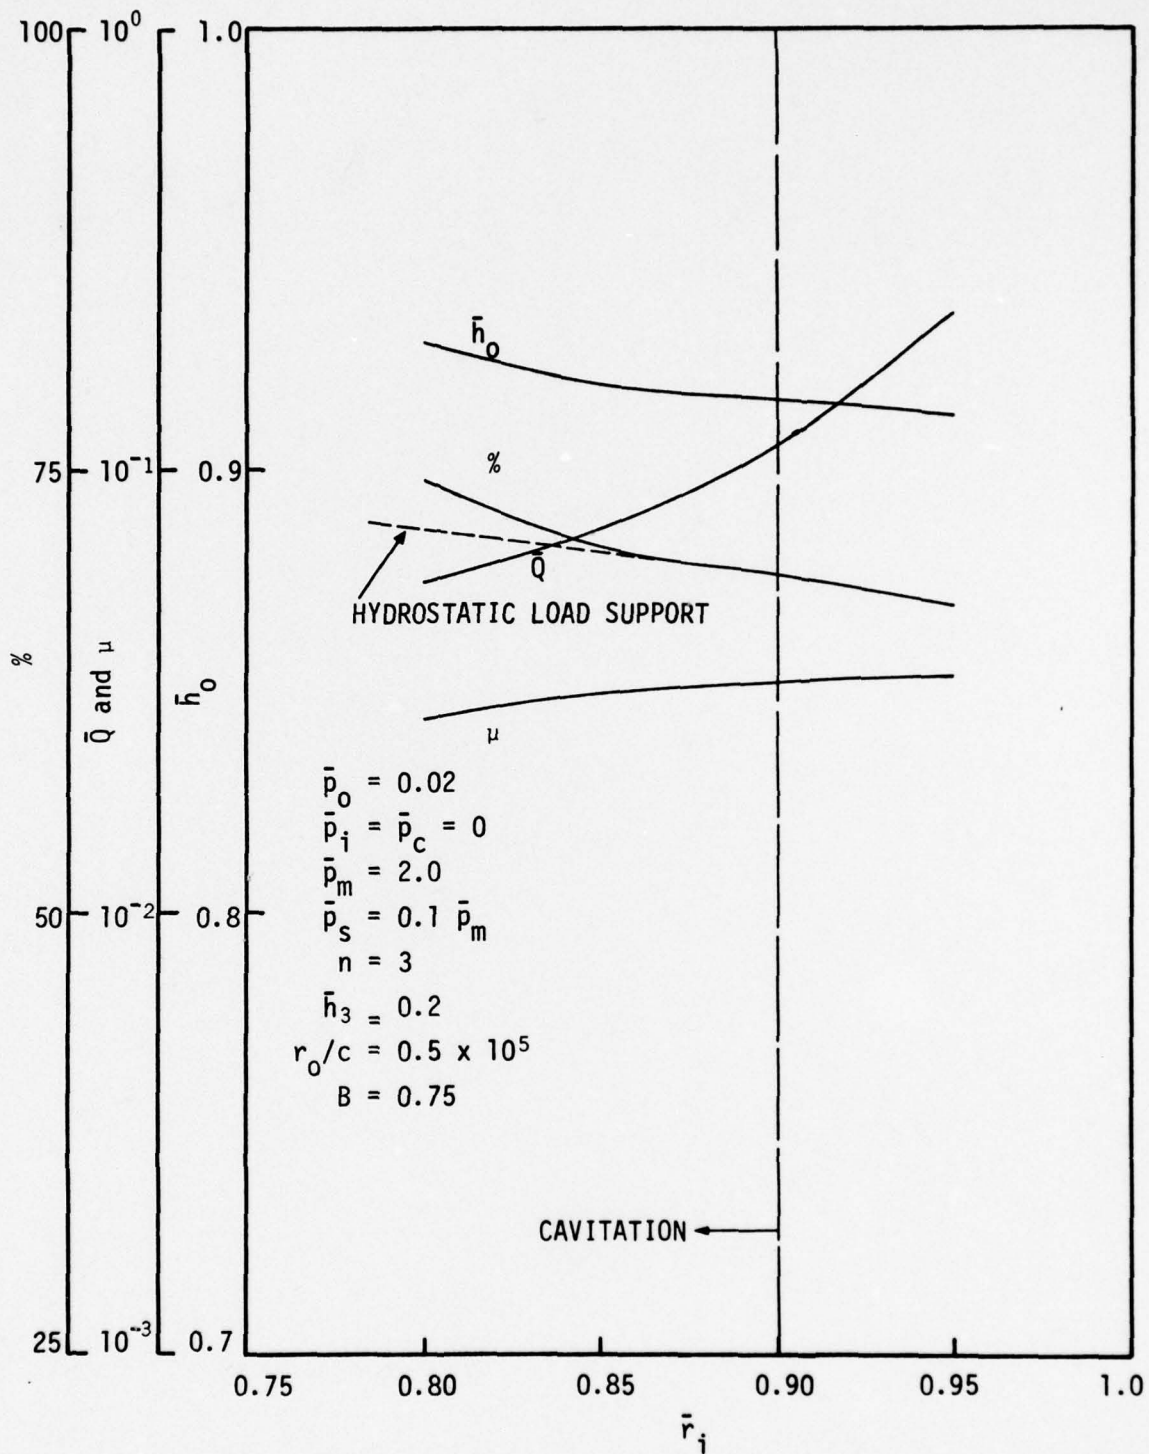 100 10⁰ 1.0
h̄ₒ
%
75 10⁻¹ 0.9
Q̄
HYDROSTATIC LOAD SUPPORT
%
Q̄ and μ
h̄ₒ
μ
p̄ₒ = 0.02
p̄ᵢ = p̄_c = 0
p̄ₘ = 2.0
50 10⁻² 0.8
p̄ₛ = 0.1 p̄ₘ
n = 3
h̄₃ = 0.2
rₒ/c = 0.5 x 10⁵
B = 0.75
CAVITATION
25 10⁻³ 0.7
0.75 0.80 0.85 0.90 0.95 1.0
r̄ᵢ